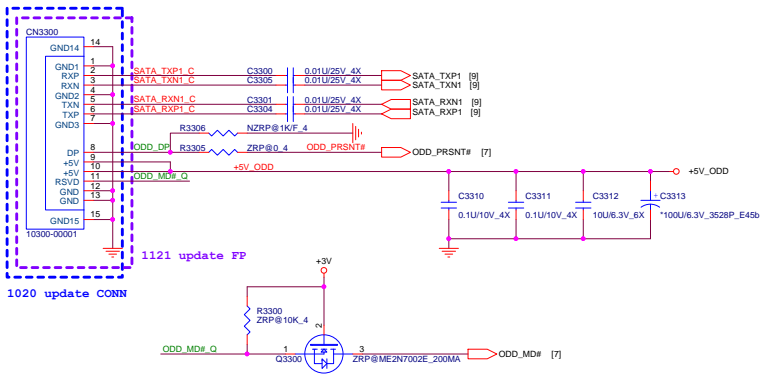 CN3300
GND14 14
GND1 1
RXP 2 SATA_TXP1_C C3300 0.01U/25V_4X SATA_TXP1 [9]
RXN 3 SATA_TXN1_C C3305 0.01U/25V_4X SATA_TXN1 [9]
GND2 4
TXN 5 SATA_RXN1_C C3301 0.01U/25V_4X SATA_RXN1 [9]
TXP 6 SATA_RXP1_C C3304 0.01U/25V_4X SATA_RXP1 [9]
GND3 7
R3306 NZRP@1K/F_4
DP 8 ODD_DP R3305 ZRP@0_4 ODD_PRSNT# ODD_PRSNT# [7]
+5V 9
+5V 10 +5V_ODD +5V_ODD
RSVD 11 ODD_MD#_Q
GND 12
GND 13
GND15 15
10300-00001
C3310
0.1U/10V_4X
C3311
0.1U/10V_4X
C3312
10U/6.3V_6X
+ C3313
*100U/6.3V_3528P_E45b
1121 update FP
1020 update CONN
+3V
R3300
ZRP@10K_4
2
ODD_MD#_Q 1 3 ODD_MD# [7]
Q3300 ZRP@ME2N7002E_200MA